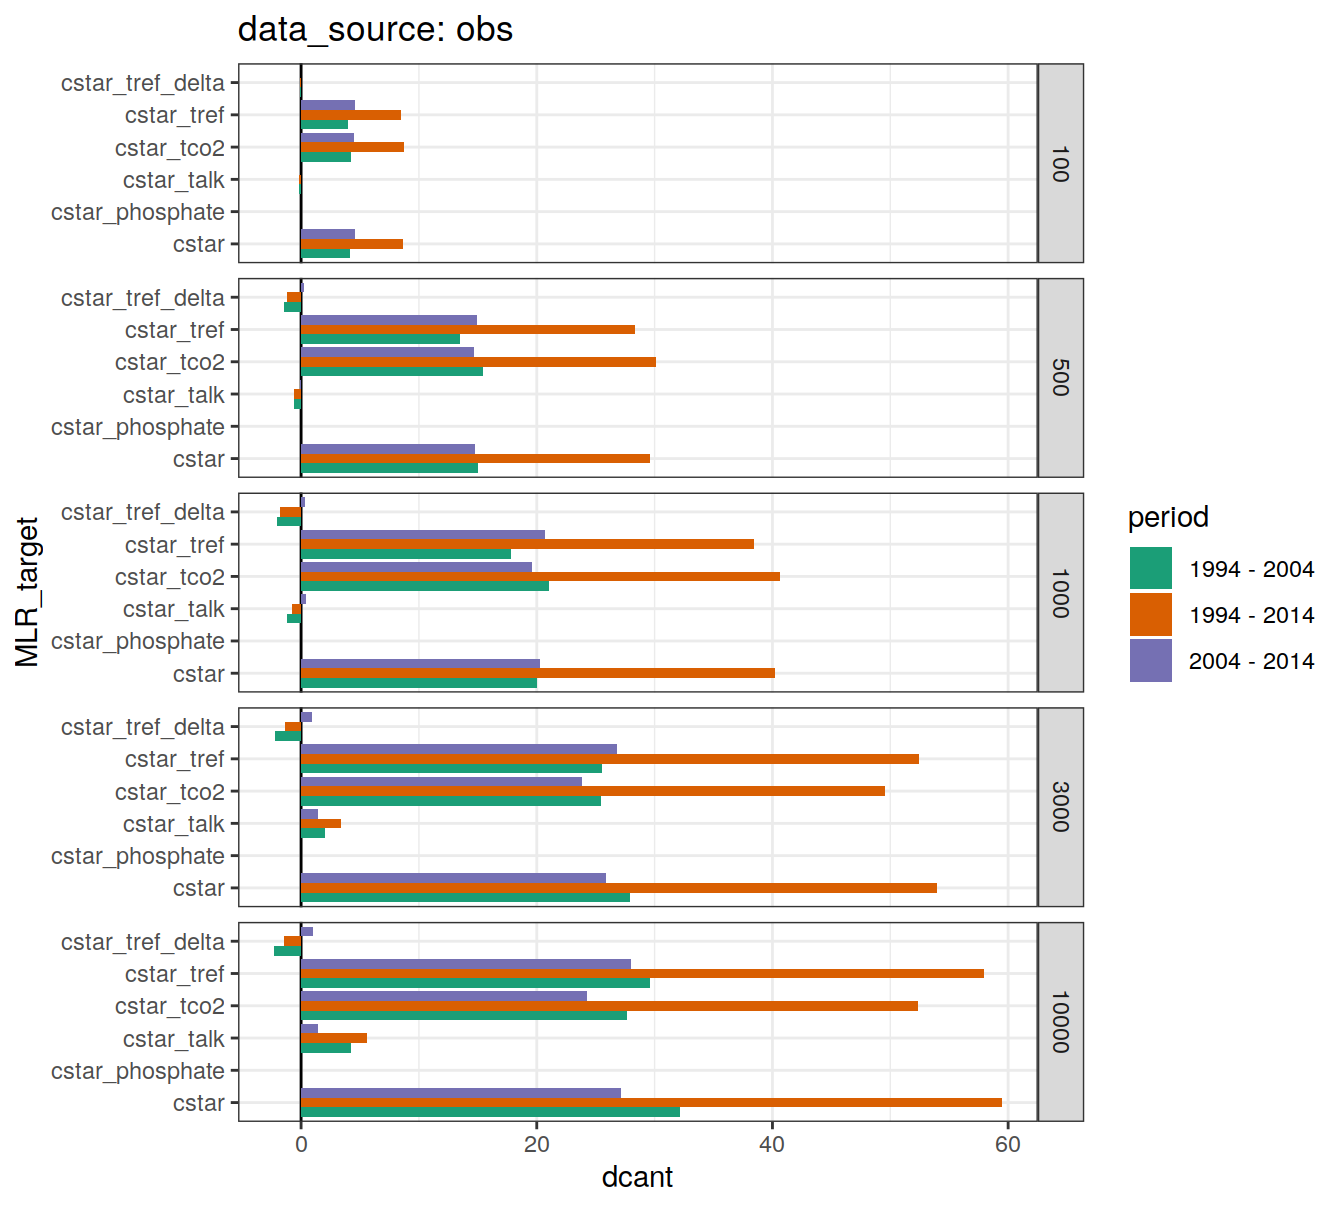 data_source: obs
cstar_tref_delta
cstar_tref
cstar_tco2
cstar_talk
cstar_phosphate
cstar
100
cstar_tref_delta
cstar_tref
cstar_tco2
cstar_talk
cstar_phosphate
cstar
500
cstar_tref_delta
cstar_tref
cstar_tco2
cstar_talk
cstar_phosphate
cstar
1000
cstar_tref_delta
cstar_tref
cstar_tco2
cstar_talk
cstar_phosphate
cstar
3000
cstar_tref_delta
cstar_tref
cstar_tco2
cstar_talk
cstar_phosphate
cstar
10000
MLR_target
0 20 40 60
dcant
period
1994 - 2004
1994 - 2014
2004 - 2014